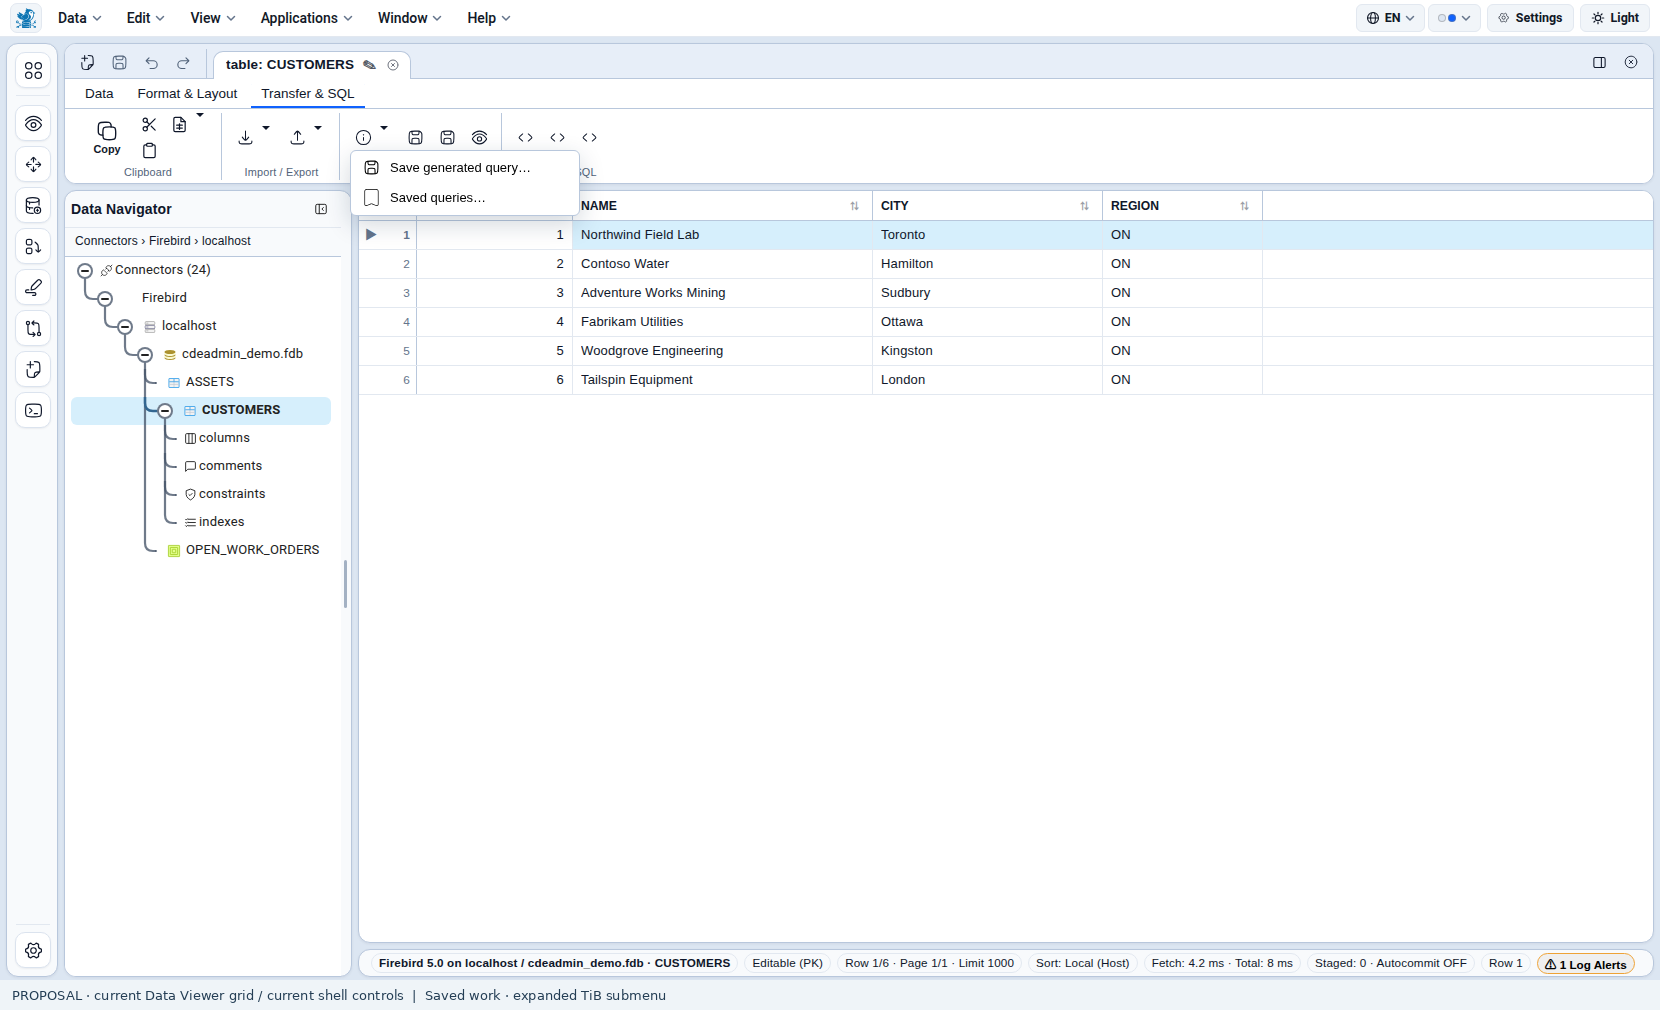 Data Edit View Applications Window Help EN Settings Light
table: CUSTOMERS
Data Format & Layout Transfer & SQL
Copy
Clipboard Import / Export SQL
Save generated query…
Saved queries…
Data Navigator
Connectors › Firebird › localhost
Connectors (24)
Firebird
localhost
cdeadmin_demo.fdb
ASSETS
CUSTOMERS
columns
comments
constraints
indexes
OPEN_WORK_ORDERS
NAME CITY REGION
1 1 Northwind Field Lab Toronto ON
2 2 Contoso Water Hamilton ON
3 3 Adventure Works Mining Sudbury ON
4 4 Fabrikam Utilities Ottawa ON
5 5 Woodgrove Engineering Kingston ON
6 6 Tailspin Equipment London ON
Firebird 5.0 on localhost / cdeadmin_demo.fdb · CUSTOMERS Editable (PK) Row 1/6 · Page 1/1 · Limit 1000 Sort: Local (Host) Fetch: 4.2 ms · Total: 8 ms Staged: 0 · Autocommit OFF Row 1 1 Log Alerts
PROPOSAL · current Data Viewer grid / current shell controls | Saved work · expanded TiB submenu